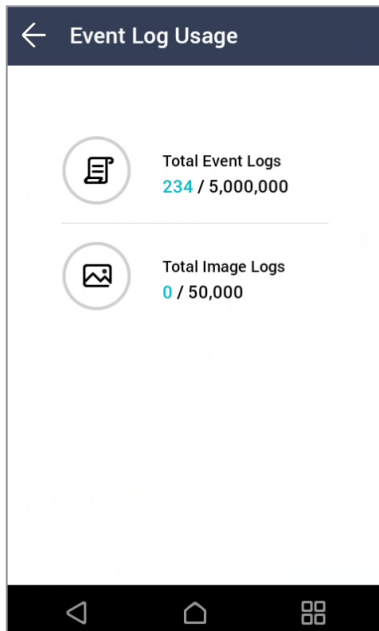 Event Log Usage
Total Event Logs
234 / 5,000,000
Total Image Logs
0 / 50,000